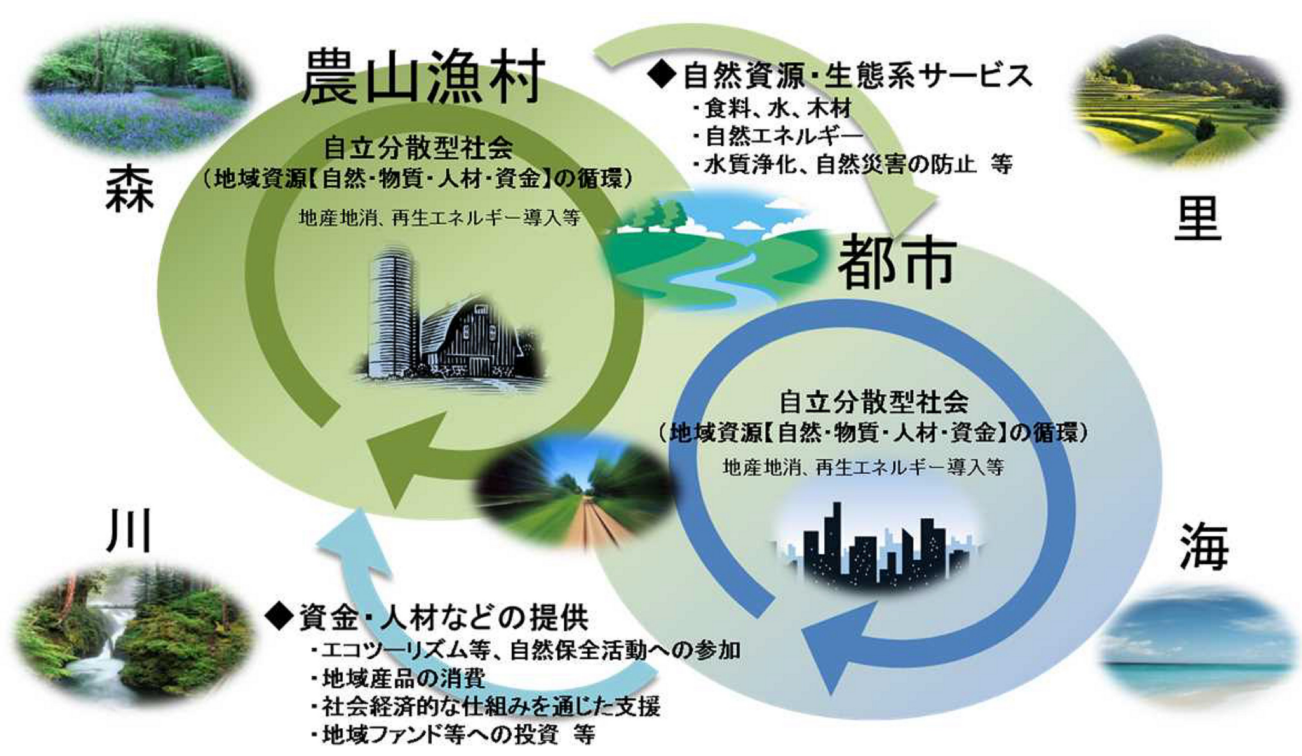 農山漁村
自立分散型社会
（地域資源【自然・物質・人材・資金】の循環）
地産地消、再生エネルギー導入等
◆自然資源・生態系サービス
・食料、水、木材
・自然エネルギー
・水質浄化、自然災害の防止 等
森
里
都市
自立分散型社会
（地域資源【自然・物質・人材・資金】の循環）
地産地消、再生エネルギー導入等
川
海
◆資金・人材などの提供
・エコツーリズム等、自然保全活動への参加
・地域産品の消費
・社会経済的な仕組みを通じた支援
・地域ファンド等への投資 等